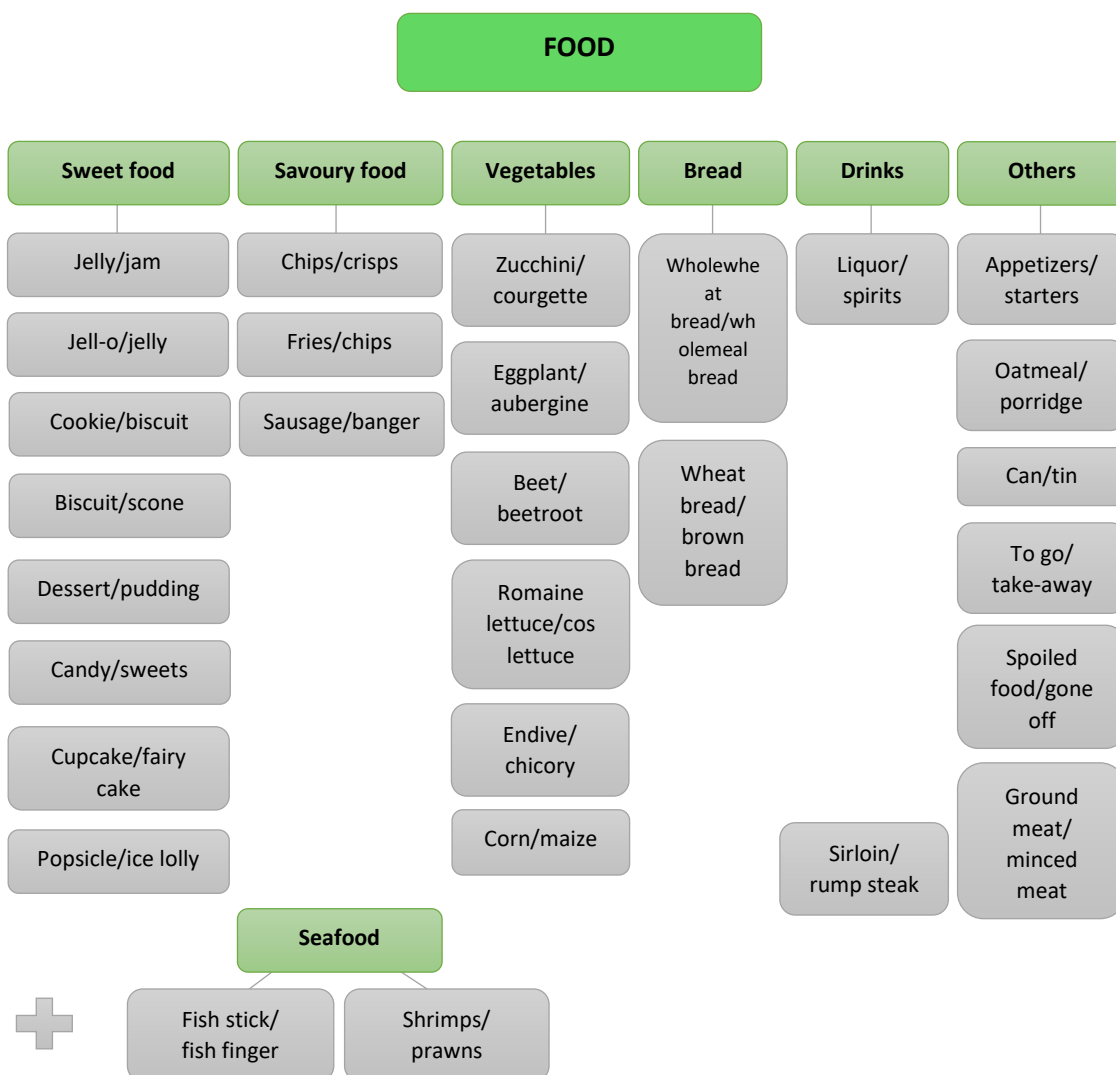 FOOD
Sweet food
Jelly/jam
Jell-o/jelly
Cookie/biscuit
Biscuit/scone
Dessert/pudding
Candy/sweets
Cupcake/fairy
cake
Popsicle/ice lolly
Savoury food
Chips/crisps
Fries/chips
Sausage/banger
Vegetables
Zucchini/
courgette
Eggplant/
aubergine
Beet/
beetroot
Romaine
lettuce/cos
lettuce
Endive/
chicory
Corn/maize
Bread
Wholewhe
at
bread/wh
olemeal
bread
Wheat
bread/
brown
bread
Drinks
Liquor/
spirits
Others
Appetizers/
starters
Oatmeal/
porridge
Can/tin
To go/
take-away
Spoiled
food/gone
off
Ground
meat/
minced
meat
Sirloin/
rump steak
Seafood
Fish stick/
fish finger
Shrimps/
prawns